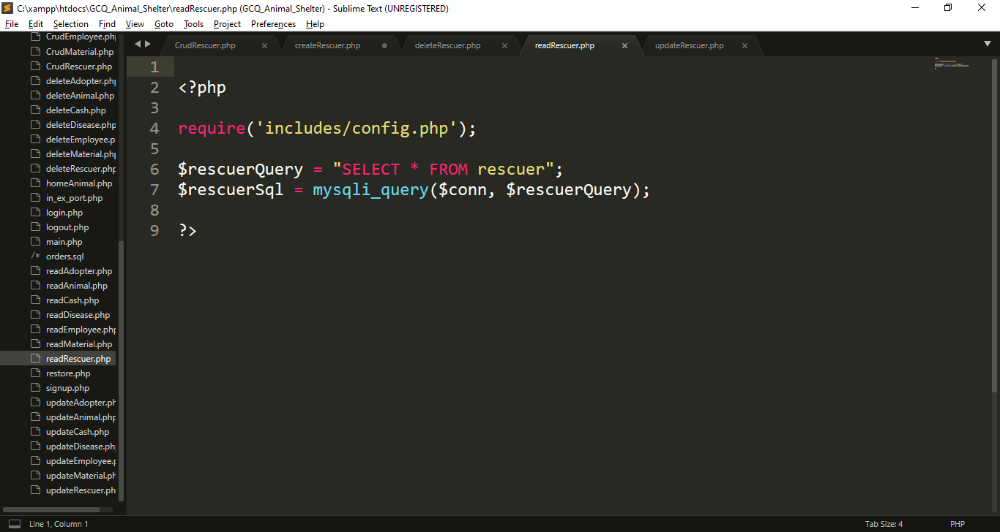 C:\xampp\htdocs\GCQ_Animal_Shelter\readRescuer.php (GCQ_Animal_Shelter) - Sublime Text (UNREGISTERED)
File Edit Selection Find View Goto Tools Project Preferences Help
CrudEmployee.ph
CrudMaterial.php
CrudRescuer.php
deleteAdopter.php
deleteAnimal.php
deleteCash.php
deleteDisease.php
deleteEmployee.p
deleteMaterial.php
deleteRescuer.php
homeAnimal.php
in_ex_port.php
login.php
logout.php
main.php
/* orders.sql
readAdopter.php
readAnimal.php
readCash.php
readDisease.php
readEmployee.php
readMaterial.php
readRescuer.php
restore.php
signup.php
updateAdopter.ph
updateAnimal.php
updateCash.php
updateDisease.ph
updateEmployee.p
updateMaterial.ph
updateRescuer.ph
CrudRescuer.php createRescuer.php deleteRescuer.php readRescuer.php updateRescuer.php
1
2 <?php
3
4 require('includes/config.php');
5
6 $rescuerQuery = "SELECT * FROM rescuer";
7 $rescuerSql = mysqli_query($conn, $rescuerQuery);
8
9 ?>
Line 1, Column 1 Tab Size: 4 PHP